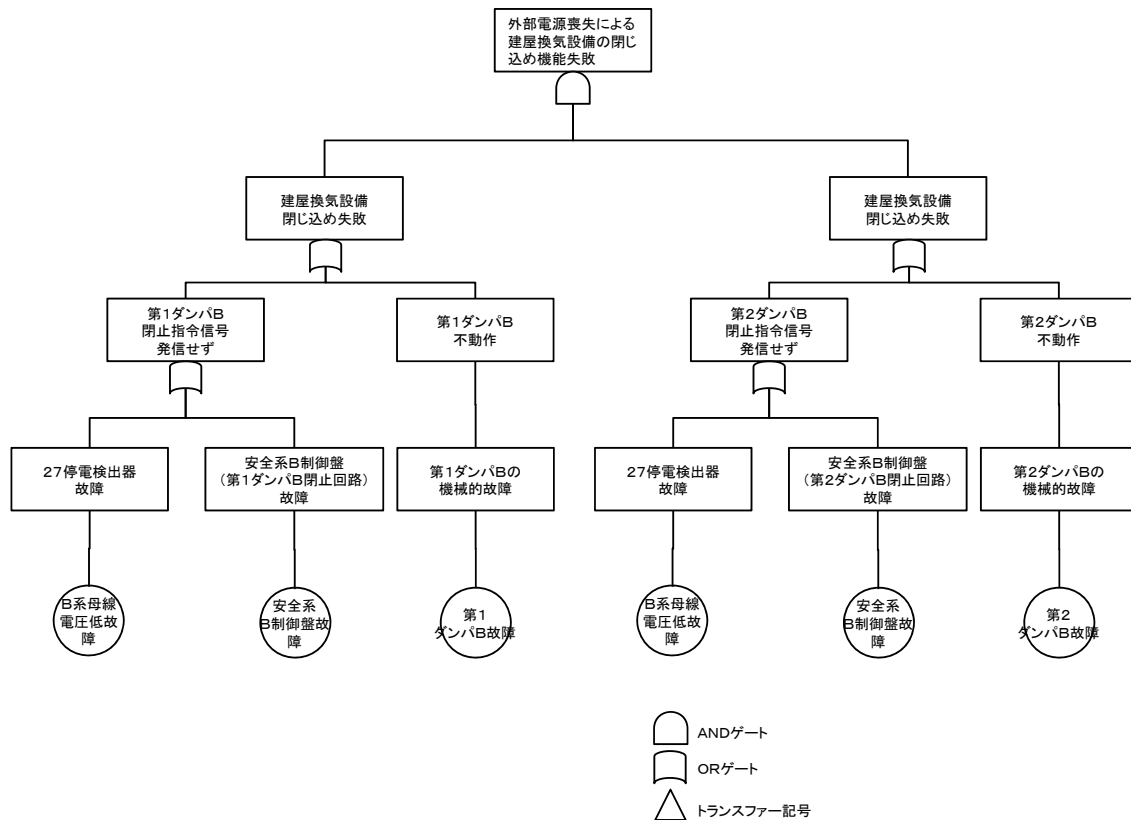 外部電源喪失による
建屋換気設備の閉じ
込め機能失敗
建屋換気設備
閉じ込め失敗
建屋換気設備
閉じ込め失敗
第1ダンパB
閉止指令信号
発信せず
第1ダンパB
不動作
第2ダンパB
閉止指令信号
発信せず
第2ダンパB
不動作
27停電検出器
故障
安全系B制御盤
(第1ダンパB閉止回路)
故障
第1ダンパBの
機械的故障
27停電検出器
故障
安全系B制御盤
(第2ダンパB閉止回路)
故障
第2ダンパBの
機械的故障
B系母線
電圧低故
障
安全系
B制御盤故
障
第1
ダンパB故障
B系母線
電圧低故
障
安全系
B制御盤故
障
第2
ダンパB故障
ANDゲート
ORゲート
トランスファー記号